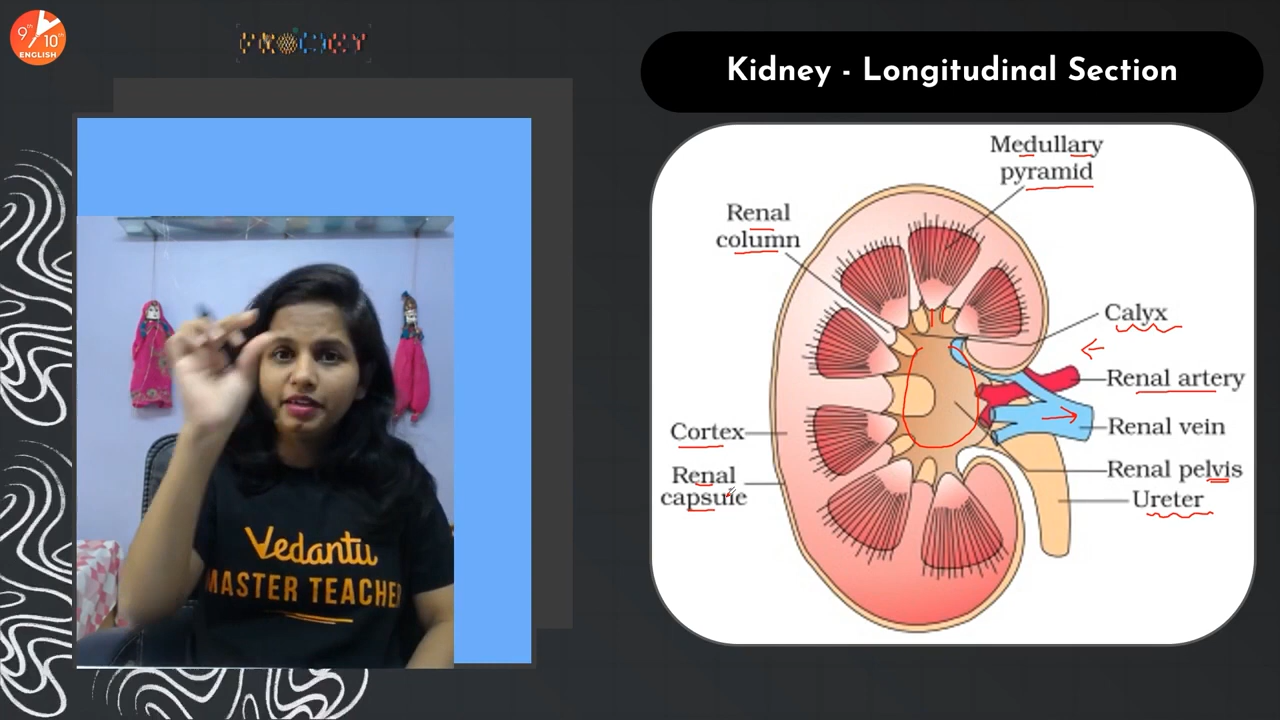 9th
10th
ENGLISH
Kidney - Longitudinal Section
Medullary
pyramid
Renal
column
Calyx
Renal artery
Renal vein
Cortex
Renal pelvis
Renal
capsule
Ureter
Vedantu
MASTER TEACHER